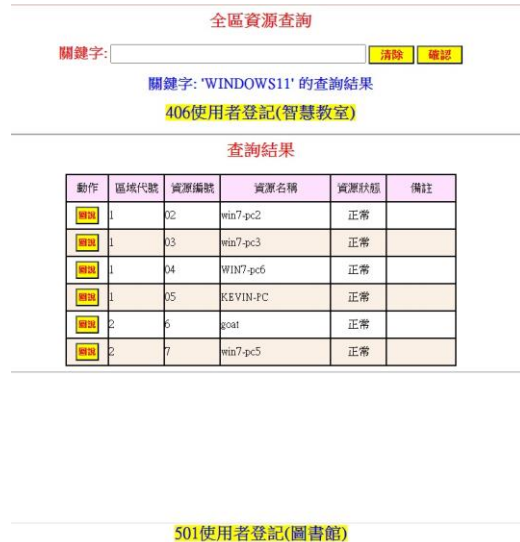 全區資源查詢
關鍵字: 清除 確認
關鍵字: 'WINDOWS11' 的查詢結果
406使用者登記(智慧教室)
查詢結果
動作 區域代號 資源編號 資源名稱 資源狀態 備註
1 02 win7-pc2 正常
1 03 win7-pc3 正常
1 04 WIN7-pc6 正常
1 05 KEVIN-PC 正常
2 6 goat 正常
2 7 win7-pc5 正常
501使用者登記(圖書館)